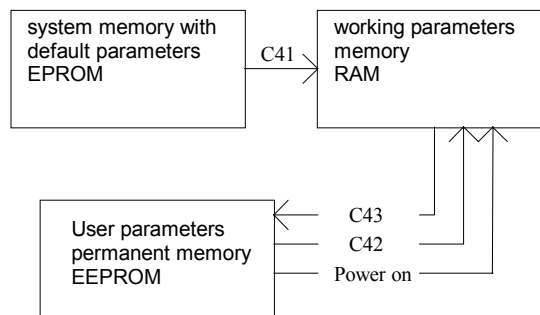 system memory with
default parameters
EPROM
C41
working parameters
memory
RAM
User parameters
permanent memory
EEPROM
C43
C42
Power on